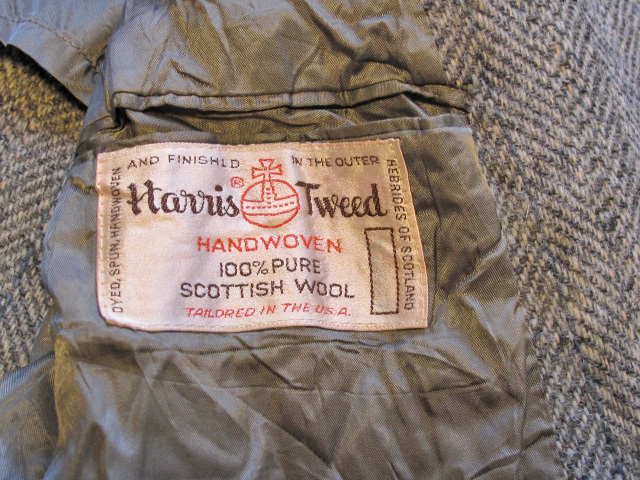 DYED, SPUN, HANDWOVEN
AND FINISHED IN THE OUTER
HEBRIDES OF SCOTLAND
Harris® Tweed
HANDWOVEN
100% PURE
SCOTTISH WOOL
TAILORED IN THE U.S.A.